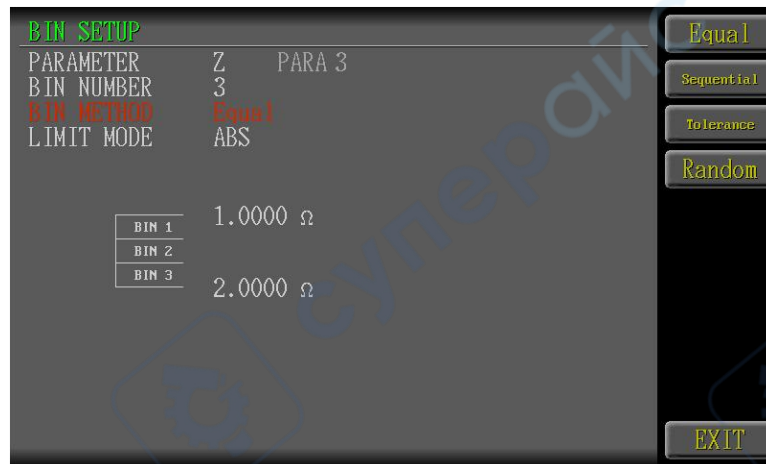 BIN SETUP
PARAMETER Z PARA 3
BIN NUMBER 3
BIN METHOD Equal
LIMIT MODE ABS
BIN 1 1.0000 Ω
BIN 2
BIN 3 2.0000 Ω
Equal
Sequential
Tolerance
Random
EXIT
суперайс